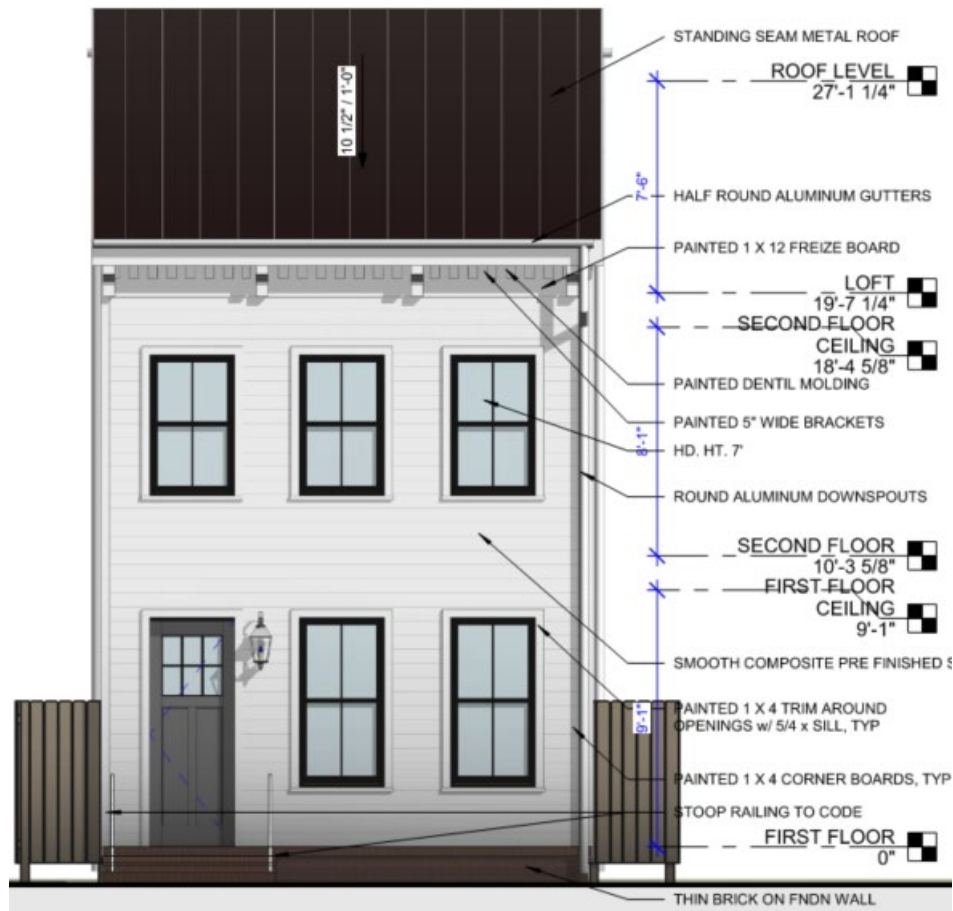 STANDING SEAM METAL ROOF
ROOF LEVEL
27'-1 1/4"
10 1/2" / 1'-0"
7'-6"
HALF ROUND ALUMINUM GUTTERS
PAINTED 1 X 12 FREIZE BOARD
LOFT
19'-7 1/4"
SECOND FLOOR
CEILING
18'-4 5/8"
PAINTED DENTIL MOLDING
PAINTED 5" WIDE BRACKETS
8'-1"
HD. HT. 7'
ROUND ALUMINUM DOWNSPOUTS
SECOND FLOOR
10'-3 5/8"
FIRST FLOOR
CEILING
9'-1"
SMOOTH COMPOSITE PRE FINISHED S
PAINTED 1 X 4 TRIM AROUND
OPENINGS w/ 5/4 x SILL, TYP
9'-1"
PAINTED 1 X 4 CORNER BOARDS, TYP
STOOP RAILING TO CODE
FIRST FLOOR
0"
THIN BRICK ON FNDN WALL